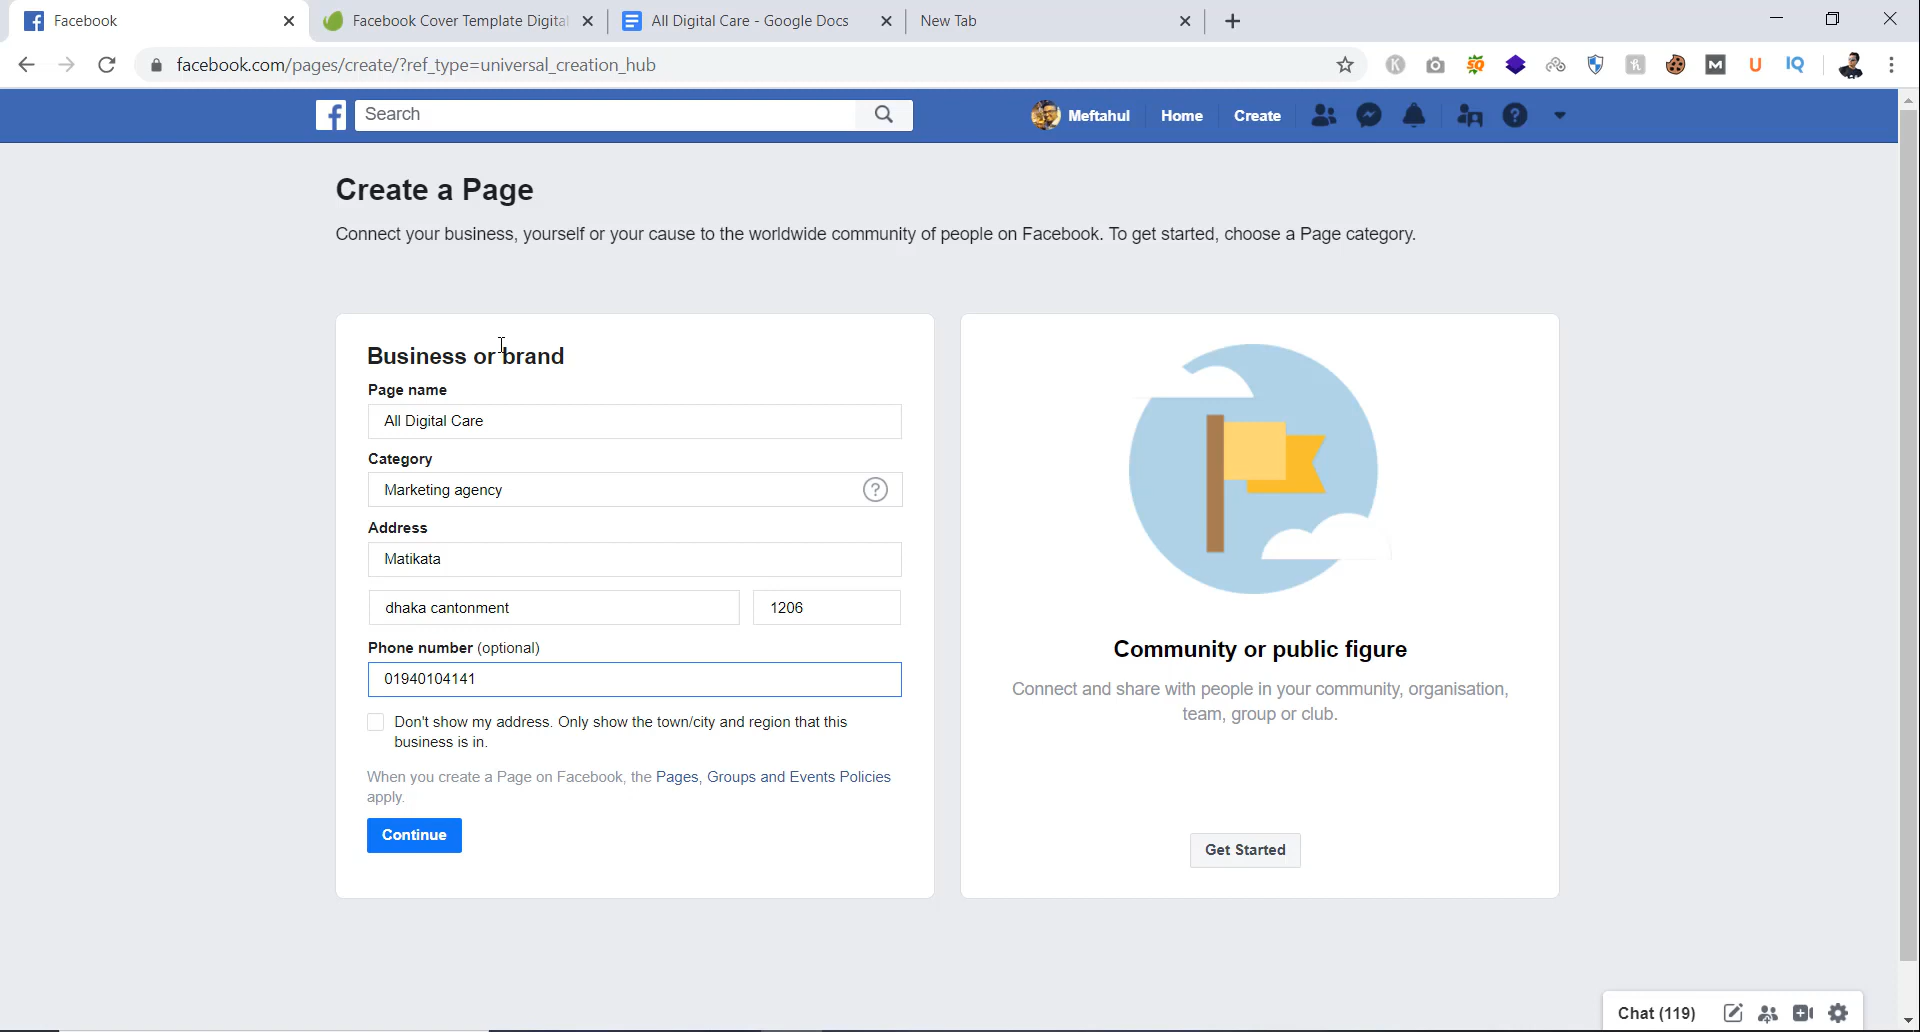 Facebook
Facebook Cover Template Digital
All Digital Care - Google Docs
New Tab
facebook.com/pages/create/?ref_type=universal_creation_hub
Search
Meftahul
Home
Create
Create a Page
Connect your business, yourself or your cause to the worldwide community of people on Facebook. To get started, choose a Page category.
Business or brand
Page name
All Digital Care
Category
Marketing agency
Address
Matikata
dhaka cantonment
1206
Phone number (optional)
01940104141
Don't show my address. Only show the town/city and region that this
business is in.
When you create a Page on Facebook, the Pages, Groups and Events Policies
apply.
Continue
Community or public figure
Connect and share with people in your community, organisation,
team, group or club.
Get Started
Chat (119)